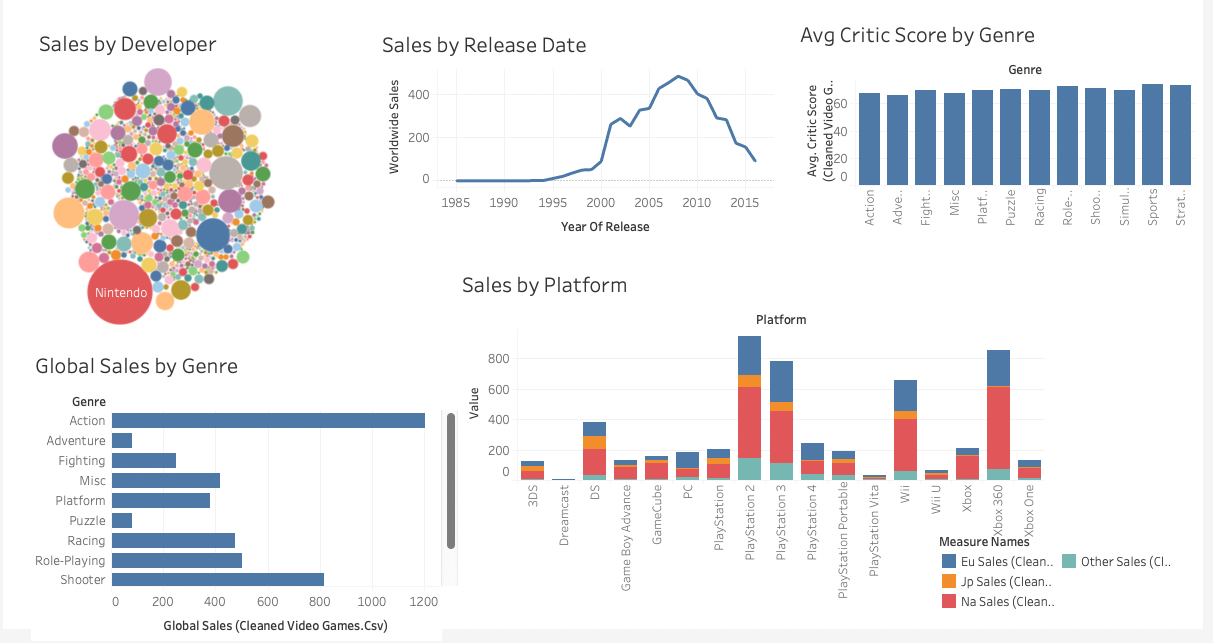 Sales by Developer
Nintendo
Sales by Release Date
Worldwide Sales
400
200
0
1985 1990 1995 2000 2005 2010 2015
Year Of Release
Avg Critic Score by Genre
Genre
Avg. Critic Score
(Cleaned Video G..
60
40
20
0
Action
Adve..
Fight..
Misc
Platf..
Puzzle
Racing
Role-..
Shoo..
Simul..
Sports
Strat..
Global Sales by Genre
Genre
Action
Adventure
Fighting
Misc
Platform
Puzzle
Racing
Role-Playing
Shooter
0 200 400 600 800 1000 1200
Global Sales (Cleaned Video Games.Csv)
Sales by Platform
Platform
Value
800
600
400
200
0
3DS
Dreamcast
DS
Game Boy Advance
GameCube
PC
PlayStation
PlayStation 2
PlayStation 3
PlayStation 4
PlayStation Portable
PlayStation Vita
Wii
Wii U
Xbox
Xbox 360
Xbox One
Measure Names
Eu Sales (Clean.. Other Sales (Cl..
Jp Sales (Clean..
Na Sales (Clean..